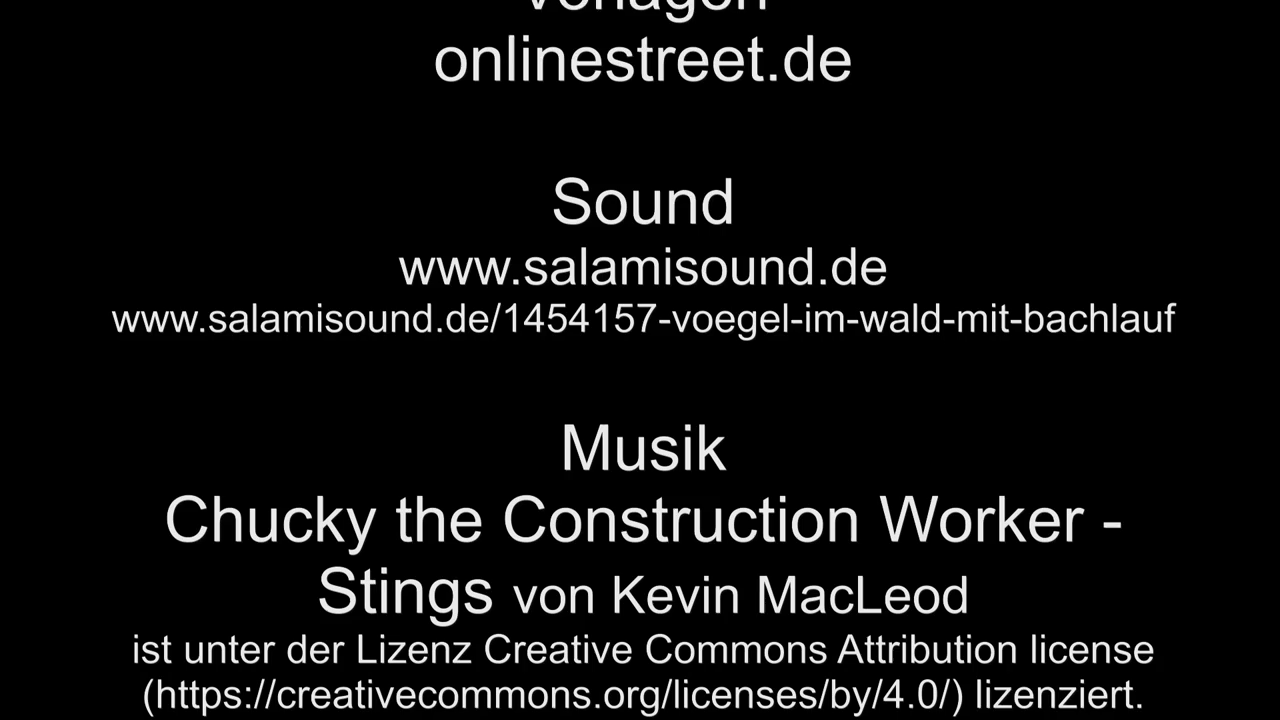 onlinestreet.de
Sound
www.salamisound.de
www.salamisound.de/1454157-voegel-im-wald-mit-bachlauf
Musik
Chucky the Construction Worker -
Stings von Kevin MacLeod
ist unter der Lizenz Creative Commons Attribution license
(https://creativecommons.org/licenses/by/4.0/) lizenziert.